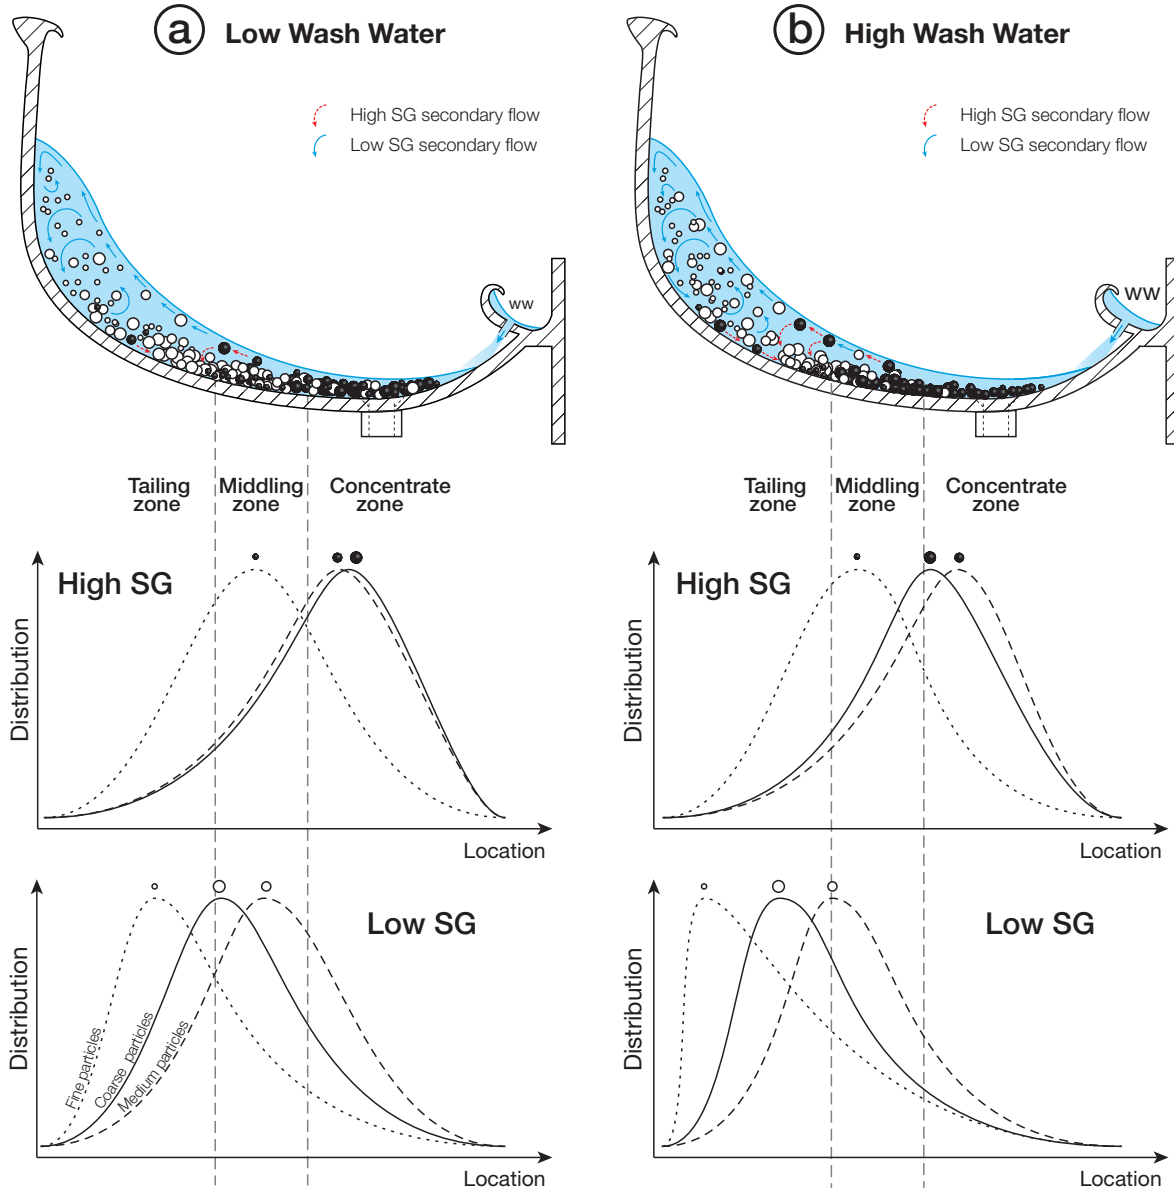 a Low Wash Water
High SG secondary flow
Low SG secondary flow
ww
Tailing zone
Middling zone
Concentrate zone
High SG
Distribution
Location
Low SG
Distribution
Fine particles
Coarse particles
Medium particles
Location
b High Wash Water
High SG secondary flow
Low SG secondary flow
ww
Tailing zone
Middling zone
Concentrate zone
High SG
Distribution
Location
Low SG
Distribution
Location